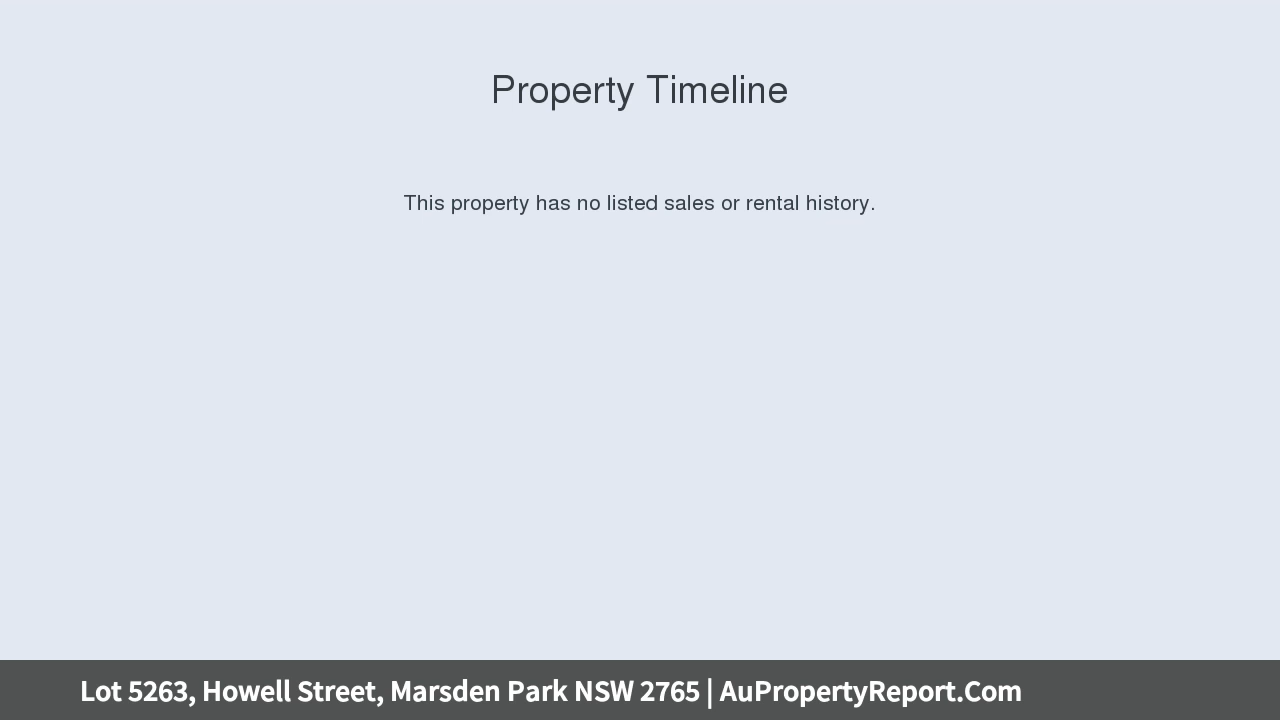 Property Timeline
This property has no listed sales or rental history.
Lot 5263, Howell Street, Marsden Park NSW 2765 | AuPropertyReport.Com